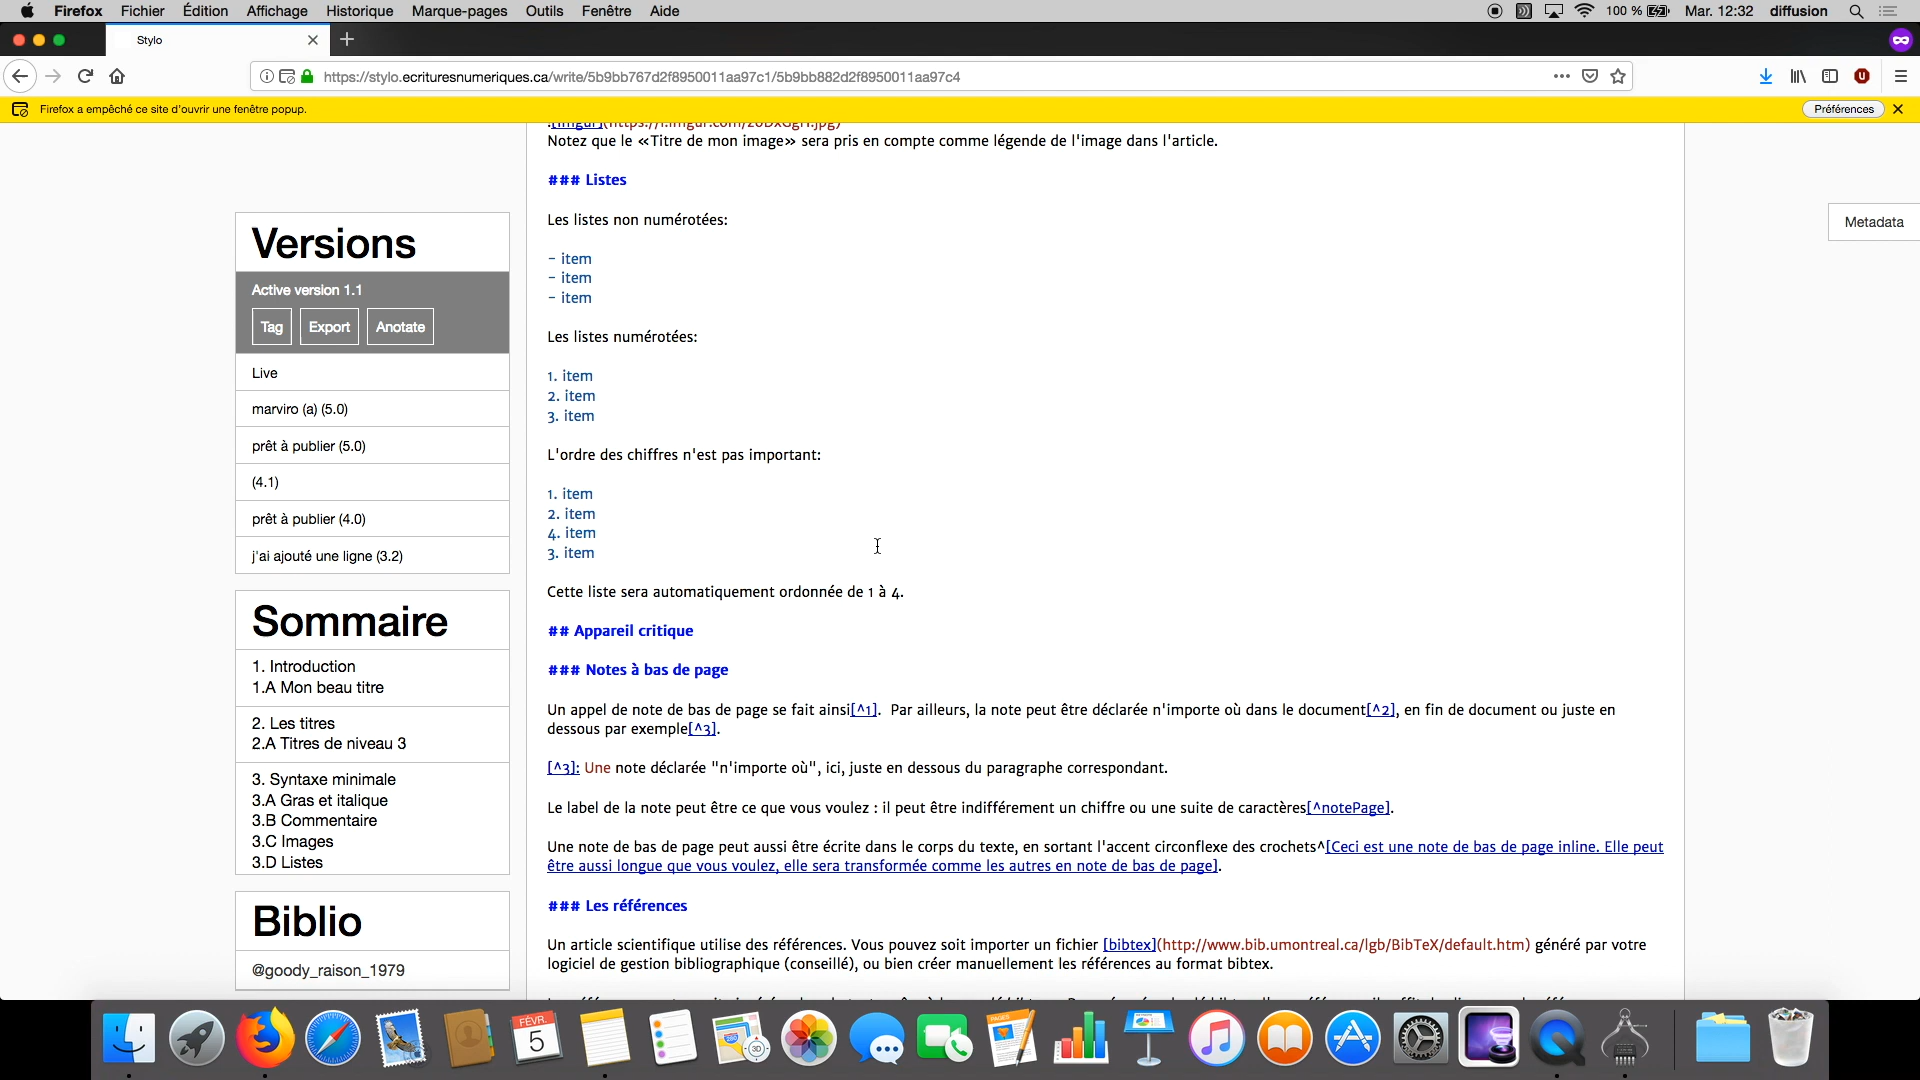 Firefox Fichier Édition Affichage Historique Marque-pages Outils Fenêtre Aide 100 % Mar. 12:32 diffusion
Stylo
https://stylo.ecrituresnumeriques.ca/write/5b9bb767d2f8950011aa97c1/5b9bb882d2f8950011aa97c4
Firefox a empêché ce site d'ouvrir une fenêtre popup. Préférences
Metadata
Versions
Active version 1.1
Tag Export Anotate
Live
marviro (a) (5.0)
prêt à publier (5.0)
(4.1)
prêt à publier (4.0)
j'ai ajouté une ligne (3.2)
Sommaire
1. Introduction
1.A Mon beau titre
2. Les titres
2.A Titres de niveau 3
3. Syntaxe minimale
3.A Gras et italique
3.B Commentaire
3.C Images
3.D Listes
Biblio
@goody_raison_1979
Notez que le «Titre de mon image» sera pris en compte comme légende de l'image dans l'article.
### Listes
Les listes non numérotées:
- item
- item
- item
Les listes numérotées:
1. item
2. item
3. item
L'ordre des chiffres n'est pas important:
1. item
2. item
4. item
3. item
Cette liste sera automatiquement ordonnée de 1 à 4.
## Appareil critique
### Notes à bas de page
Un appel de note de bas de page se fait ainsi[^1]. Par ailleurs, la note peut être déclarée n'importe où dans le document[^2], en fin de document ou juste en
dessous par exemple[^3].
[^3]: Une note déclarée "n'importe où", ici, juste en dessous du paragraphe correspondant.
Le label de la note peut être ce que vous voulez : il peut être indifférement un chiffre ou une suite de caractères[^notePage].
Une note de bas de page peut aussi être écrite dans le corps du texte, en sortant l'accent circonflexe des crochets^[Ceci est une note de bas de page inline. Elle peut
être aussi longue que vous voulez, elle sera transformée comme les autres en note de bas de page].
### Les références
Un article scientifique utilise des références. Vous pouvez soit importer un fichier [bibtex](http://www.bib.umontreal.ca/lgb/BibTeX/default.htm) généré par votre
logiciel de gestion bibliographique (conseillé), ou bien créer manuellement les références au format bibtex.
FÉVR.
5
PAGES